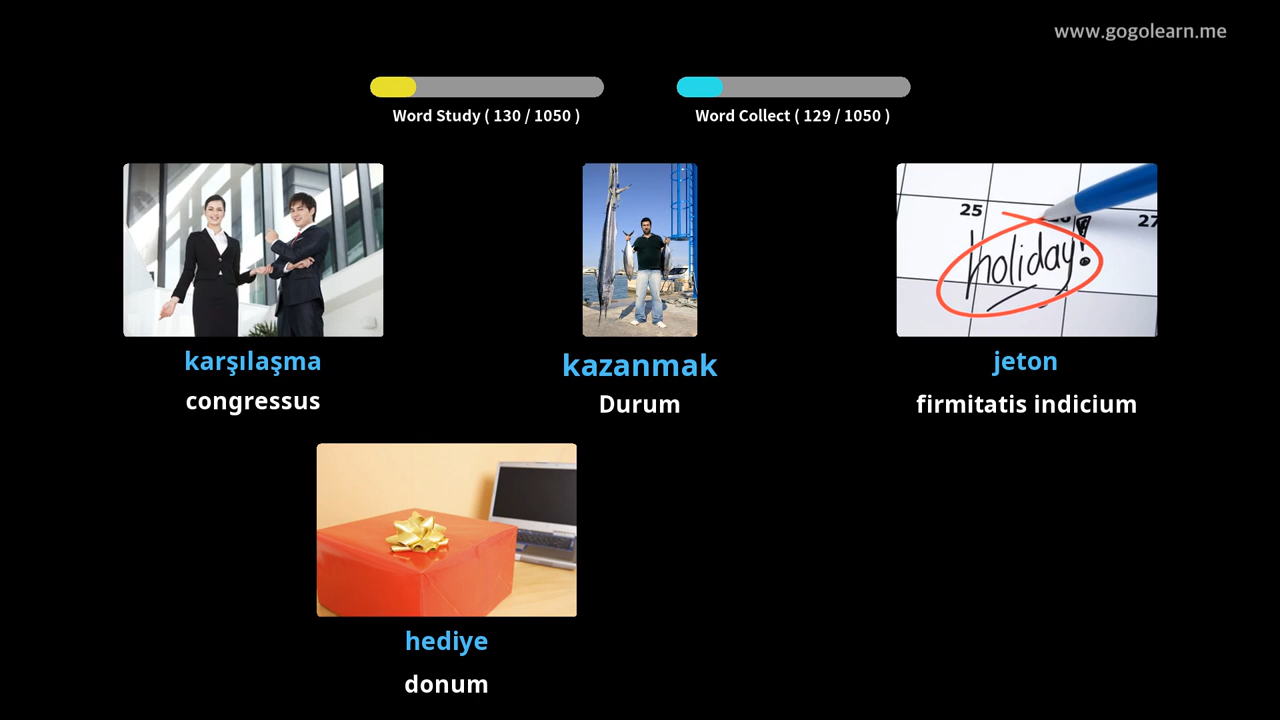 www.gogolearn.me
Word Study ( 130 / 1050 )
Word Collect ( 129 / 1050 )
25
27
holiday!
karşılaşma
congressus
kazanmak
Durum
jeton
firmitatis indicium
hediye
donum